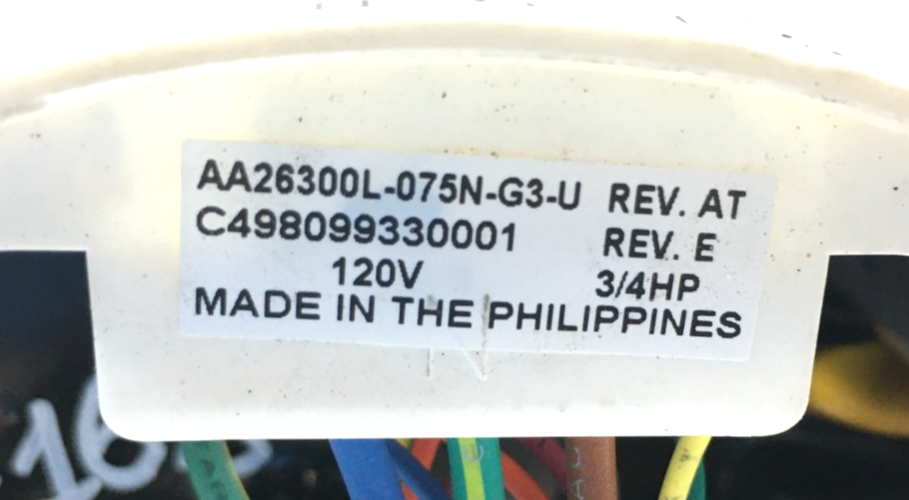 AA26300L-075N-G3-U REV. AT
C498099330001 REV. E
120V 3/4HP
MADE IN THE PHILIPPINES